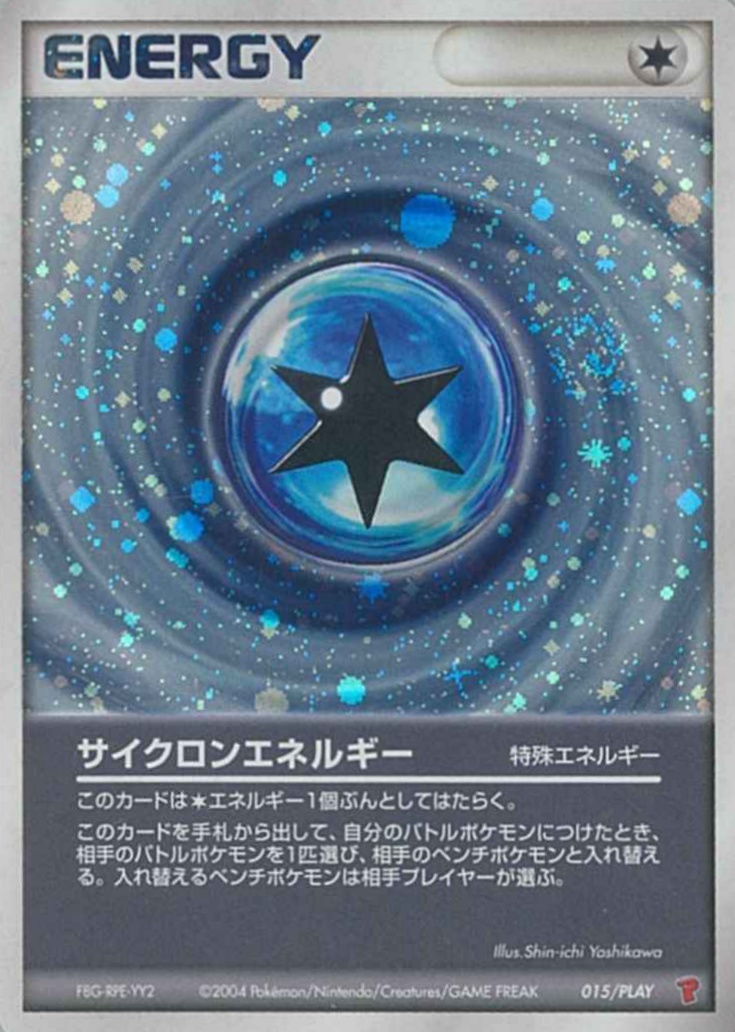 ENERGY
サイクロンエネルギー 特殊エネルギー
このカードは✶エネルギー1個ぶんとしてはたらく。
このカードを手札から出して、自分のバトルポケモンにつけたとき、
相手のバトルポケモンを1匹選び、相手のベンチポケモンと入れ替え
る。入れ替えるベンチポケモンは相手プレイヤーが選ぶ。
Illus.Shin-ichi Yoshikawa
FBG-RPE-YY2 ©2004 Pokémon/Nintendo/Creatures/GAME FREAK 015/PLAY P